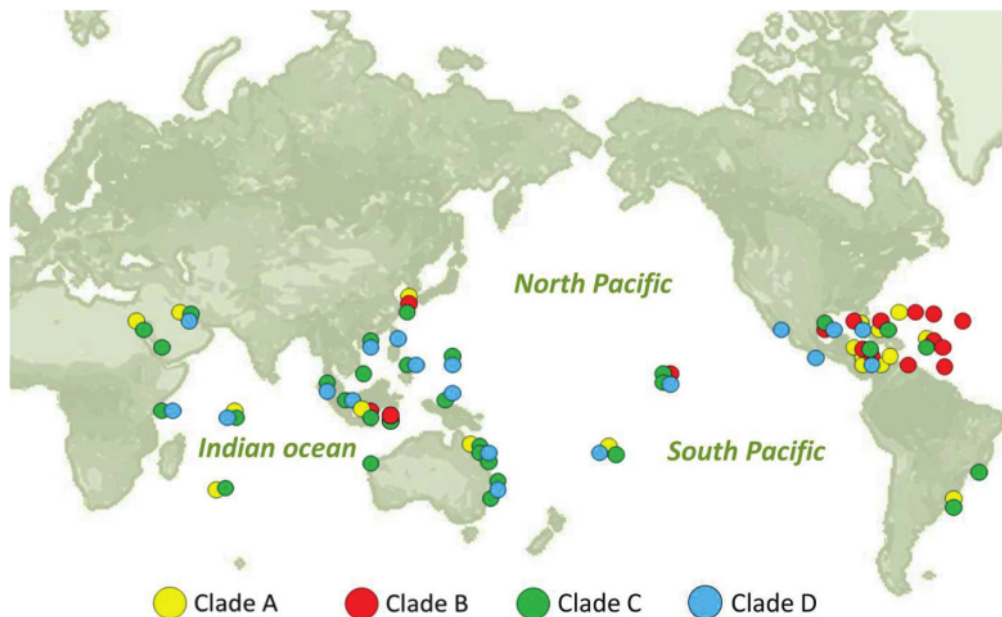 North Pacific
Indian ocean
South Pacific
Clade A
Clade B
Clade C
Clade D